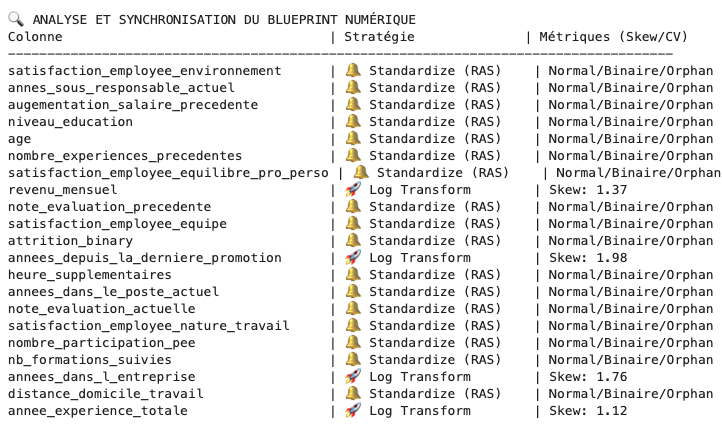 🔍 ANALYSE ET SYNCHRONISATION DU BLUEPRINT NUMÉRIQUE
Colonne | Stratégie | Métriques (Skew/CV)
satisfaction_employee_environnement | 🔔 Standardize (RAS) | Normal/Binaire/Orphan
annes_sous_responsable_actuel | 🔔 Standardize (RAS) | Normal/Binaire/Orphan
augementation_salaire_precedente | 🔔 Standardize (RAS) | Normal/Binaire/Orphan
niveau_education | 🔔 Standardize (RAS) | Normal/Binaire/Orphan
age | 🔔 Standardize (RAS) | Normal/Binaire/Orphan
nombre_experiences_precedentes | 🔔 Standardize (RAS) | Normal/Binaire/Orphan
satisfaction_employee_equilibre_pro_perso | 🔔 Standardize (RAS) | Normal/Binaire/Orphan
revenu_mensuel | 🚀 Log Transform | Skew: 1.37
note_evaluation_precedente | 🔔 Standardize (RAS) | Normal/Binaire/Orphan
satisfaction_employee_equipe | 🔔 Standardize (RAS) | Normal/Binaire/Orphan
attrition_binary | 🔔 Standardize (RAS) | Normal/Binaire/Orphan
annees_depuis_la_derniere_promotion | 🚀 Log Transform | Skew: 1.98
heure_supplementaires | 🔔 Standardize (RAS) | Normal/Binaire/Orphan
annees_dans_le_poste_actuel | 🔔 Standardize (RAS) | Normal/Binaire/Orphan
note_evaluation_actuelle | 🔔 Standardize (RAS) | Normal/Binaire/Orphan
satisfaction_employee_nature_travail | 🔔 Standardize (RAS) | Normal/Binaire/Orphan
nombre_participation_pee | 🔔 Standardize (RAS) | Normal/Binaire/Orphan
nb_formations_suivies | 🔔 Standardize (RAS) | Normal/Binaire/Orphan
annees_dans_l_entreprise | 🚀 Log Transform | Skew: 1.76
distance_domicile_travail | 🔔 Standardize (RAS) | Normal/Binaire/Orphan
annee_experience_totale | 🚀 Log Transform | Skew: 1.12